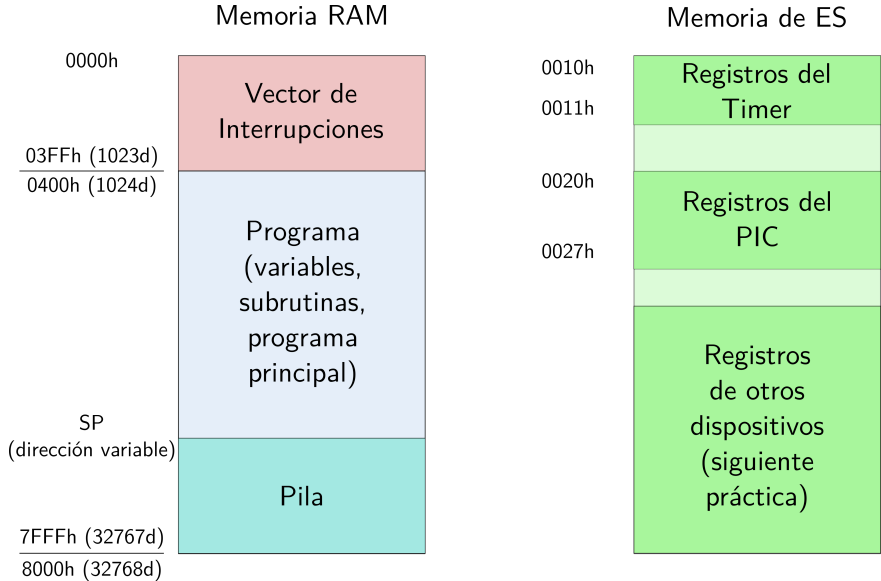 Memoria RAM
0000h
Vector de
Interrupciones
03FFh (1023d)
0400h (1024d)
Programa
(variables,
subrutinas,
programa
principal)
SP
(dirección variable)
Pila
7FFFh (32767d)
8000h (32768d)
Memoria de ES
0010h
Registros del
Timer
0011h
0020h
Registros del
PIC
0027h
Registros
de otros
dispositivos
(siguiente
práctica)